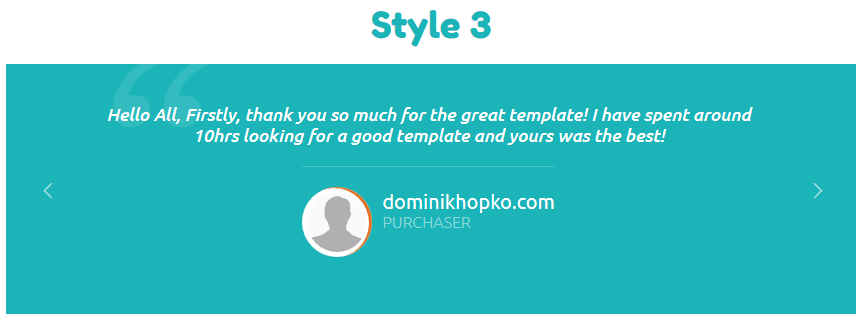 Style 3
“
Hello All, Firstly, thank you so much for the great template! I have spent around
10hrs looking for a good template and yours was the best!
dominikhopko.com
PURCHASER